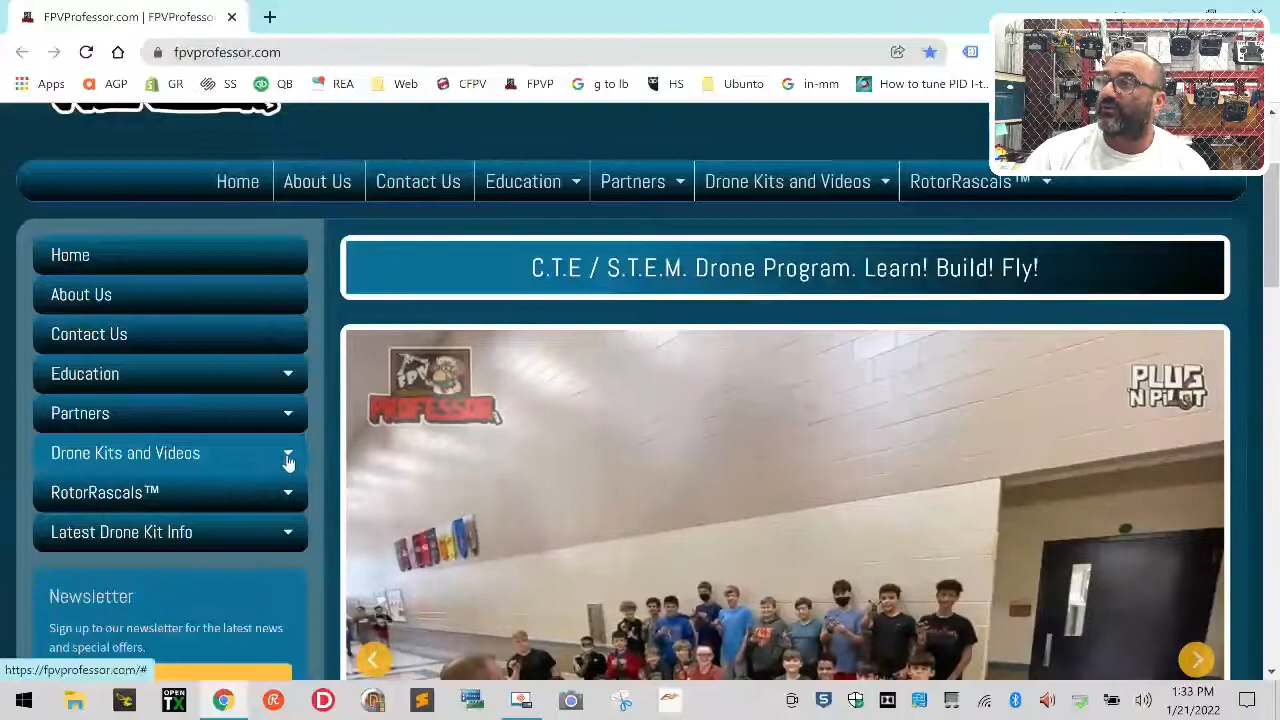 FPVProfessor.com | FPVProfessor
fpvprofessor.com
Apps
AGP
GR
SS
QB
REA
Web
CFPV
FPV
g to lb
HS
Ubunto
in-mm
How to tune PID I-t...
Home
About Us
Contact Us
Education
Partners
Drone Kits and Videos
RotorRascals™
Home
About Us
Contact Us
Education
Partners
Drone Kits and Videos
RotorRascals™
Latest Drone Kit Info
C.T.E / S.T.E.M. Drone Program. Learn! Build! Fly!
FPV
PROFESSOR
PLUG
'N PiLOT
Newsletter
Sign up to our newsletter for the latest news
and special offers.
https://fpvprofessor.com/#
OPEN
TX
1:33 PM
1/21/2022